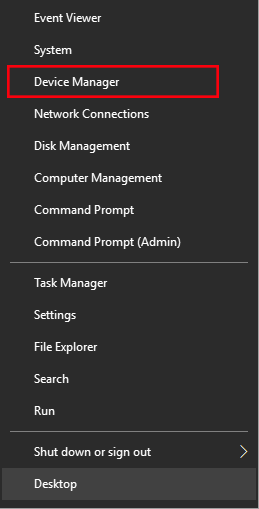 Event Viewer
System
Device Manager
Network Connections
Disk Management
Computer Management
Command Prompt
Command Prompt (Admin)
Task Manager
Settings
File Explorer
Search
Run
Shut down or sign out
Desktop